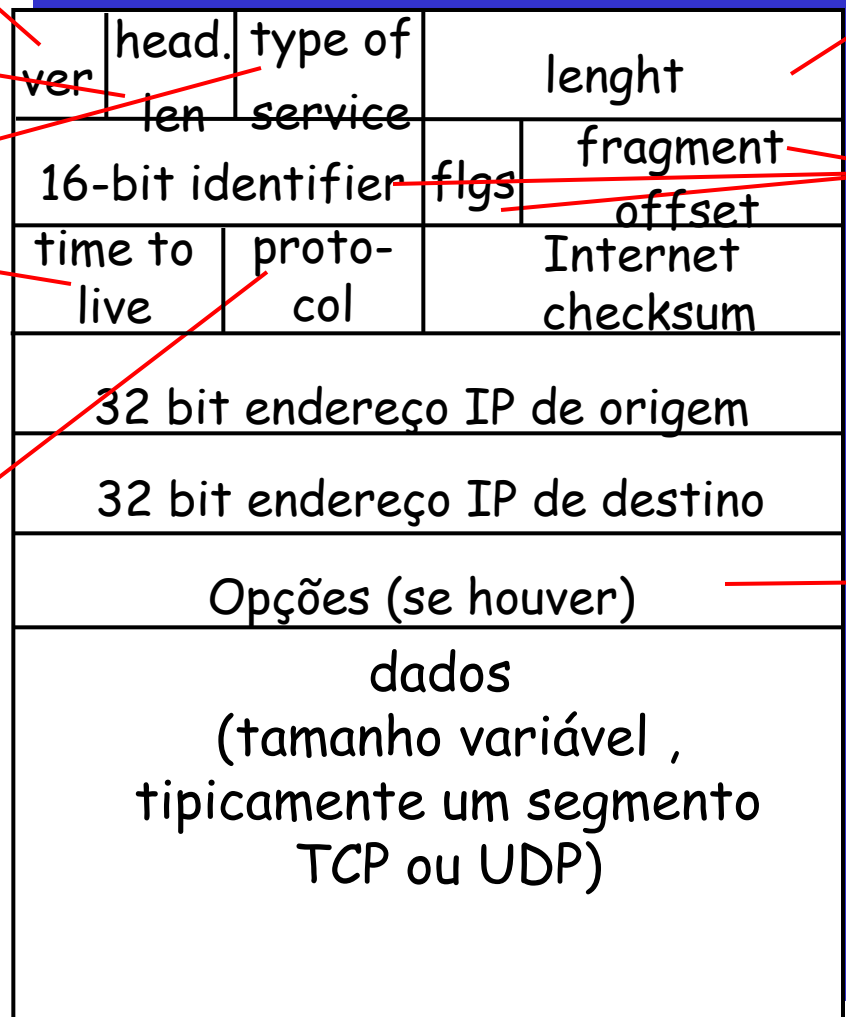 ver
head.
len
type of
service
lenght
16-bit identifier
flgs
fragment
offset
time to
live
proto-
col
Internet
checksum
32 bit endereço IP de origem
32 bit endereço IP de destino
Opções (se houver)
dados
(tamanho variável ,
tipicamente um segmento
TCP ou UDP)